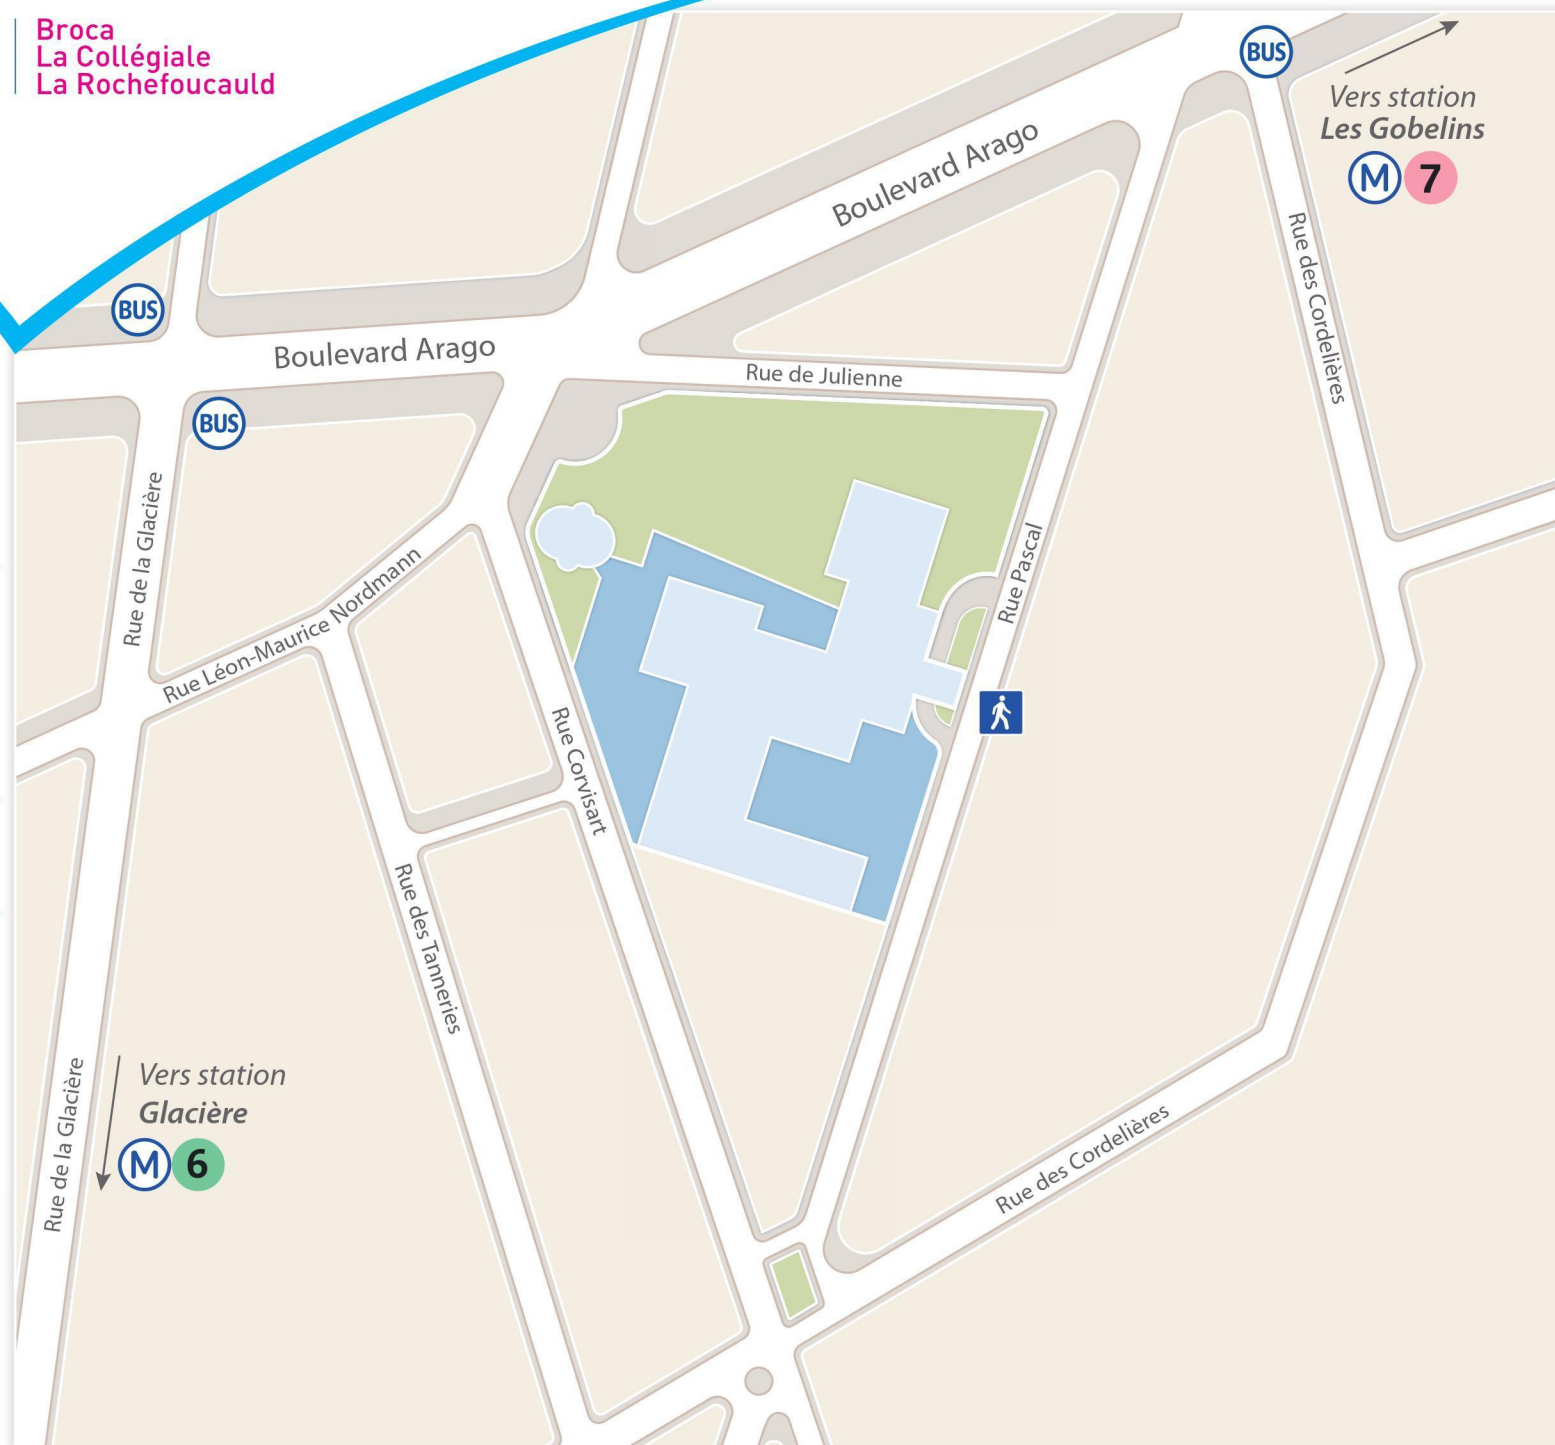 Broca
La Collégiale
La Rochefoucauld
BUS
Vers station
Les Gobelins
M 7
Boulevard Arago
Rue des Cordelières
BUS
Boulevard Arago
Rue de Julienne
BUS
Rue de la Glacière
Rue Léon-Maurice Nordmann
Rue Pascal
Rue Corvisart
Rue des Tanneries
Vers station
Glacière
M 6
Rue de la Glacière
Rue des Cordelières